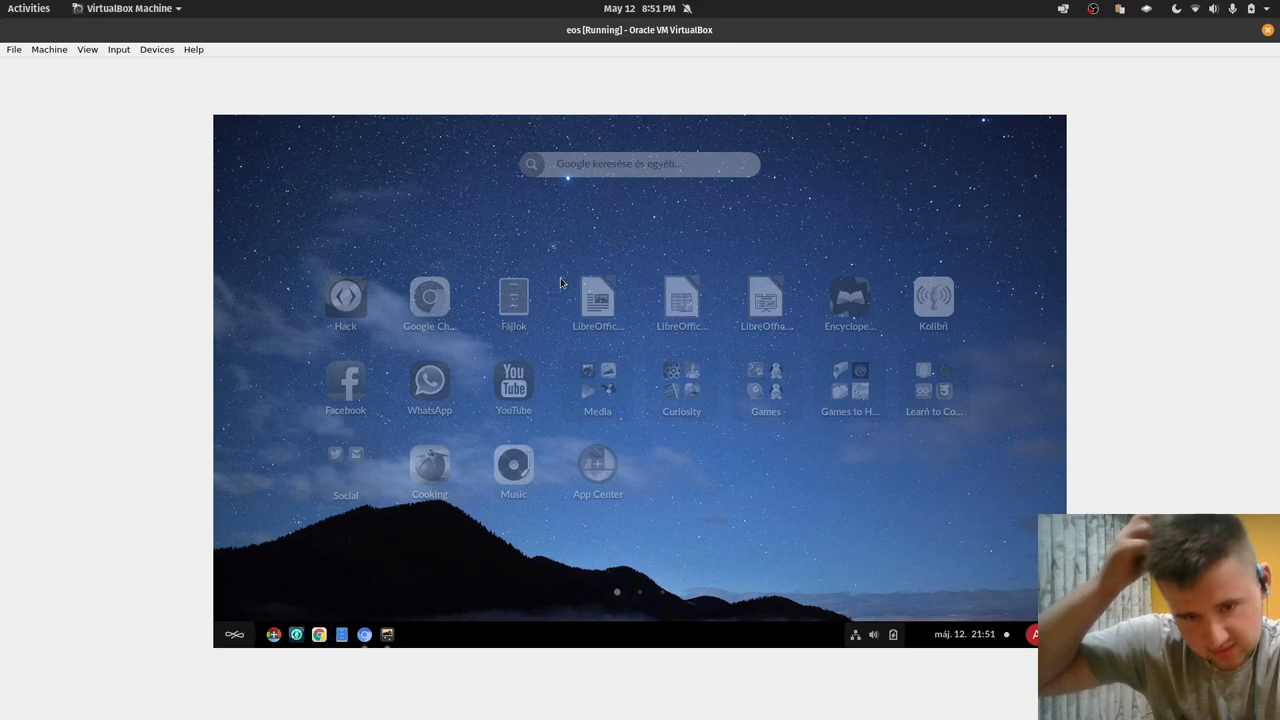 Activities VirtualBox Machine May 12 8:51 PM
eos [Running] - Oracle VM VirtualBox
File Machine View Input Devices Help
Google keresése és egyéb...
Hack Google Ch... Fájlok LibreOffic... LibreOffic... LibreOffic... Encyclope... Kolibri
You
Tube
Facebook WhatsApp YouTube Media Curiosity Games Games to H... Learn to Co...
Social Cooking Music App Center
máj. 12. 21:51